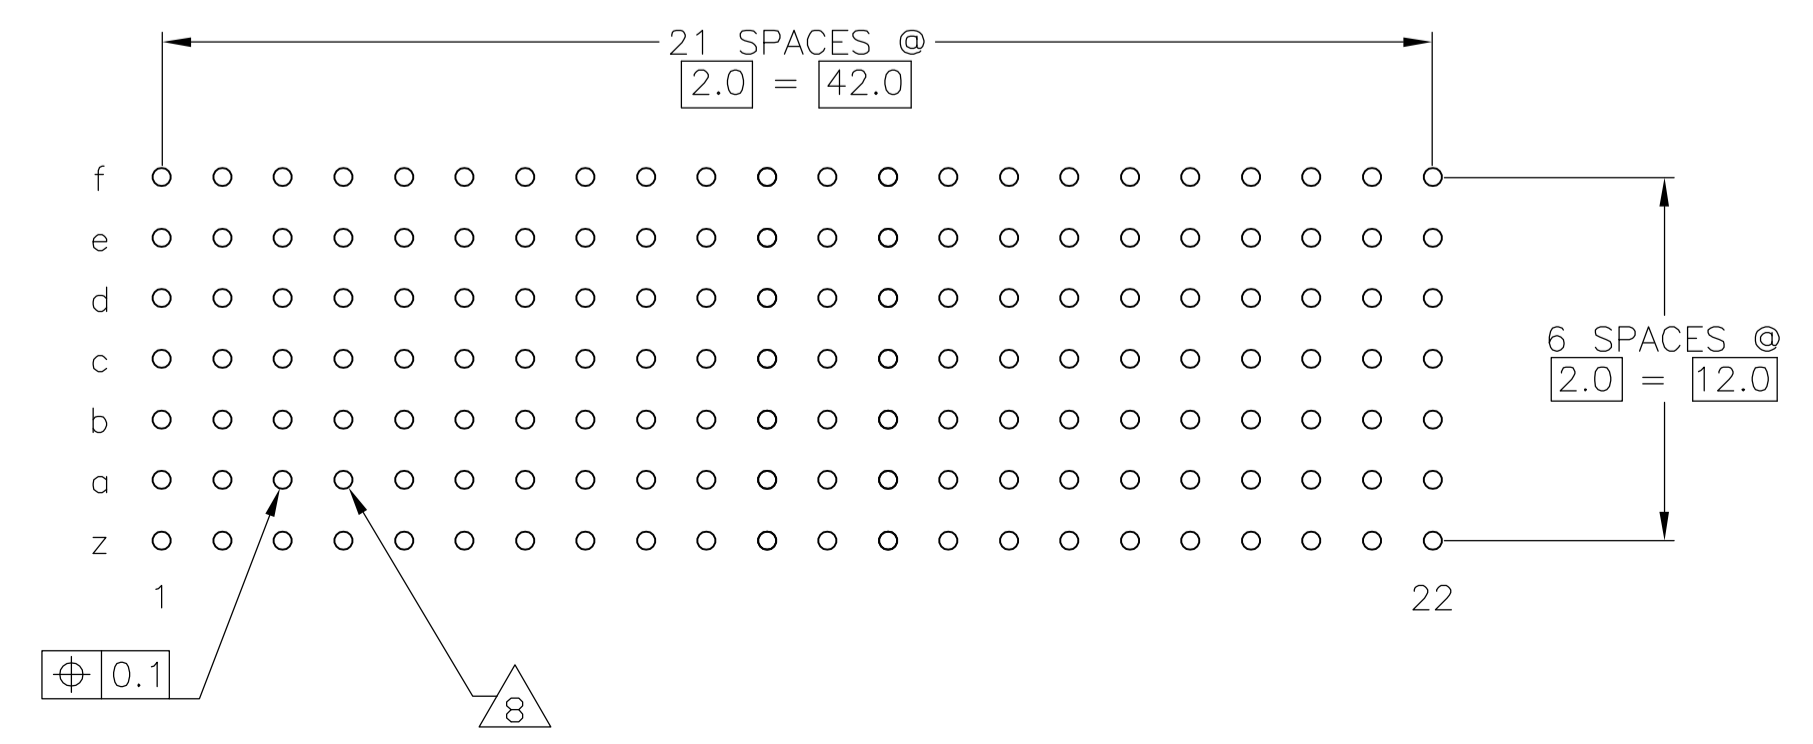 21 SPACES @
2.0 = 42.0
f
e
d
c
b
a
z
6 SPACES @
2.0 = 12.0
1
22
⌖ 0.1
8